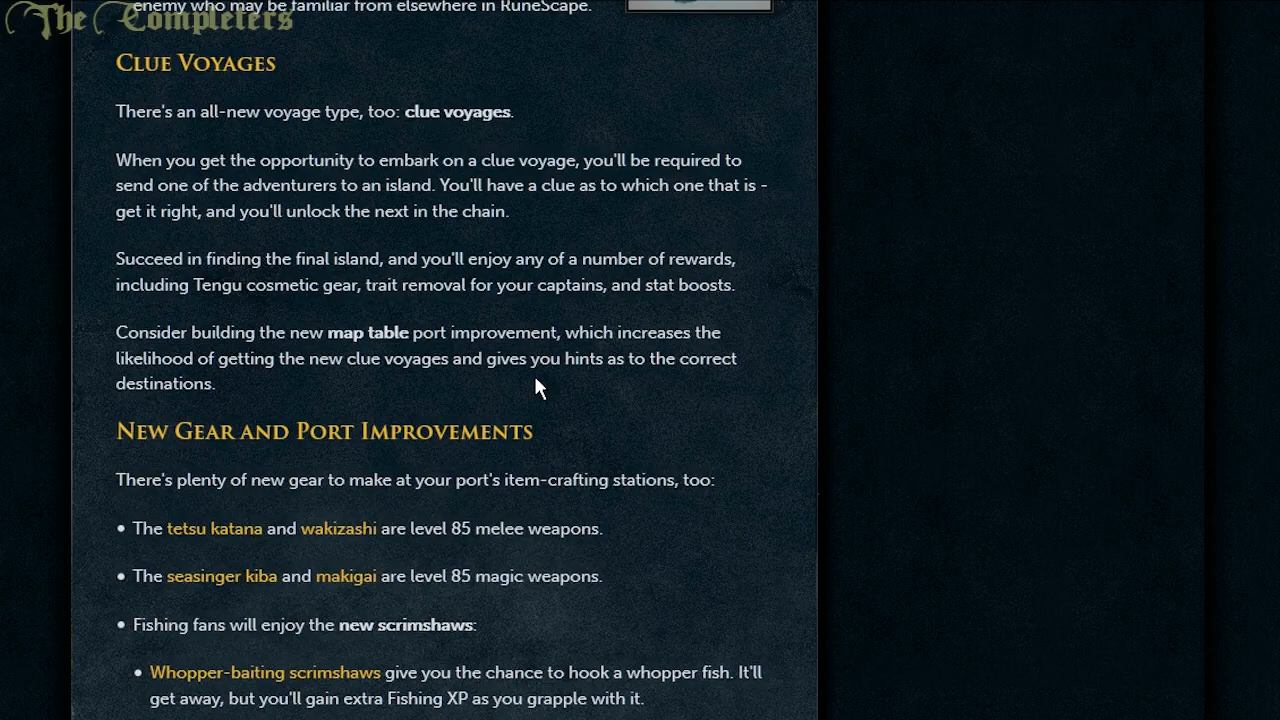 enemy who may be familiar from elsewhere in RuneScape.
The Completers
CLUE VOYAGES
There's an all-new voyage type, too: clue voyages.
When you get the opportunity to embark on a clue voyage, you'll be required to
send one of the adventurers to an island. You'll have a clue as to which one that is -
get it right, and you'll unlock the next in the chain.
Succeed in finding the final island, and you'll enjoy any of a number of rewards,
including Tengu cosmetic gear, trait removal for your captains, and stat boosts.
Consider building the new map table port improvement, which increases the
likelihood of getting the new clue voyages and gives you hints as to the correct
destinations.
NEW GEAR AND PORT IMPROVEMENTS
There's plenty of new gear to make at your port's item-crafting stations, too:
• The tetsu katana and wakizashi are level 85 melee weapons.
• The seasinger kiba and makigai are level 85 magic weapons.
• Fishing fans will enjoy the new scrimshaws:
• Whopper-baiting scrimshaws give you the chance to hook a whopper fish. It'll
get away, but you'll gain extra Fishing XP as you grapple with it.